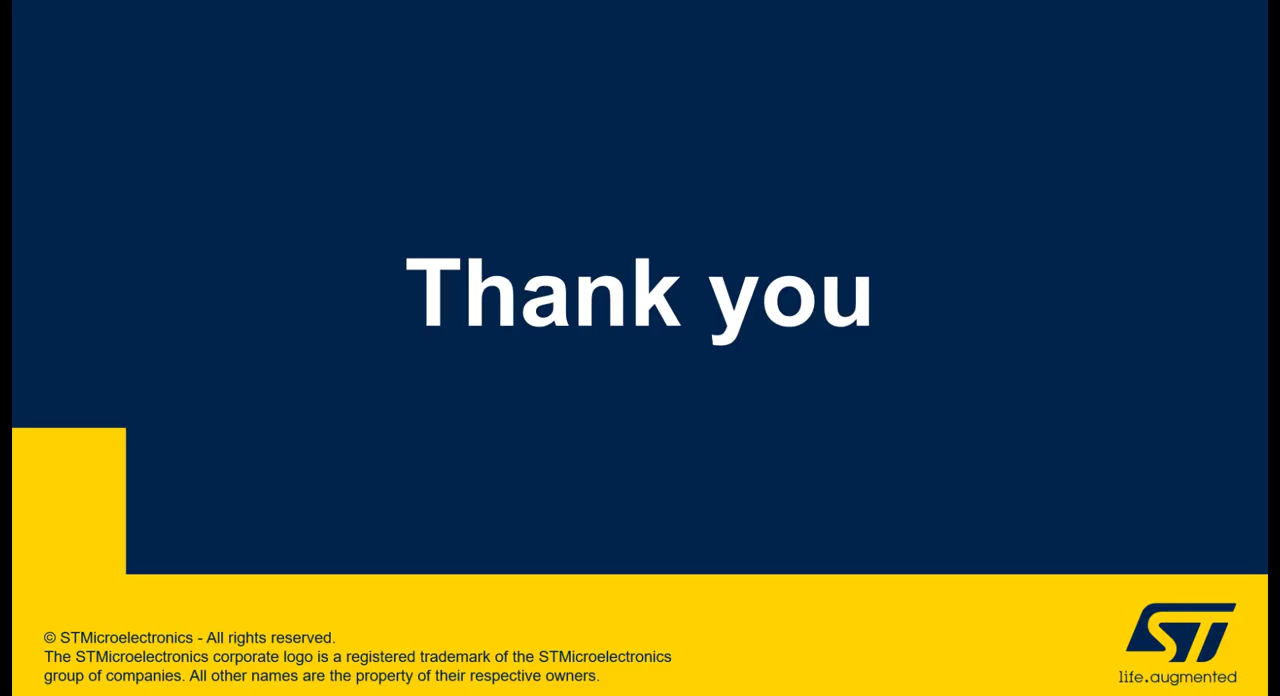 Thank you
© STMicroelectronics - All rights reserved.
The STMicroelectronics corporate logo is a registered trademark of the STMicroelectronics
group of companies. All other names are the property of their respective owners.
ST
life.augmented